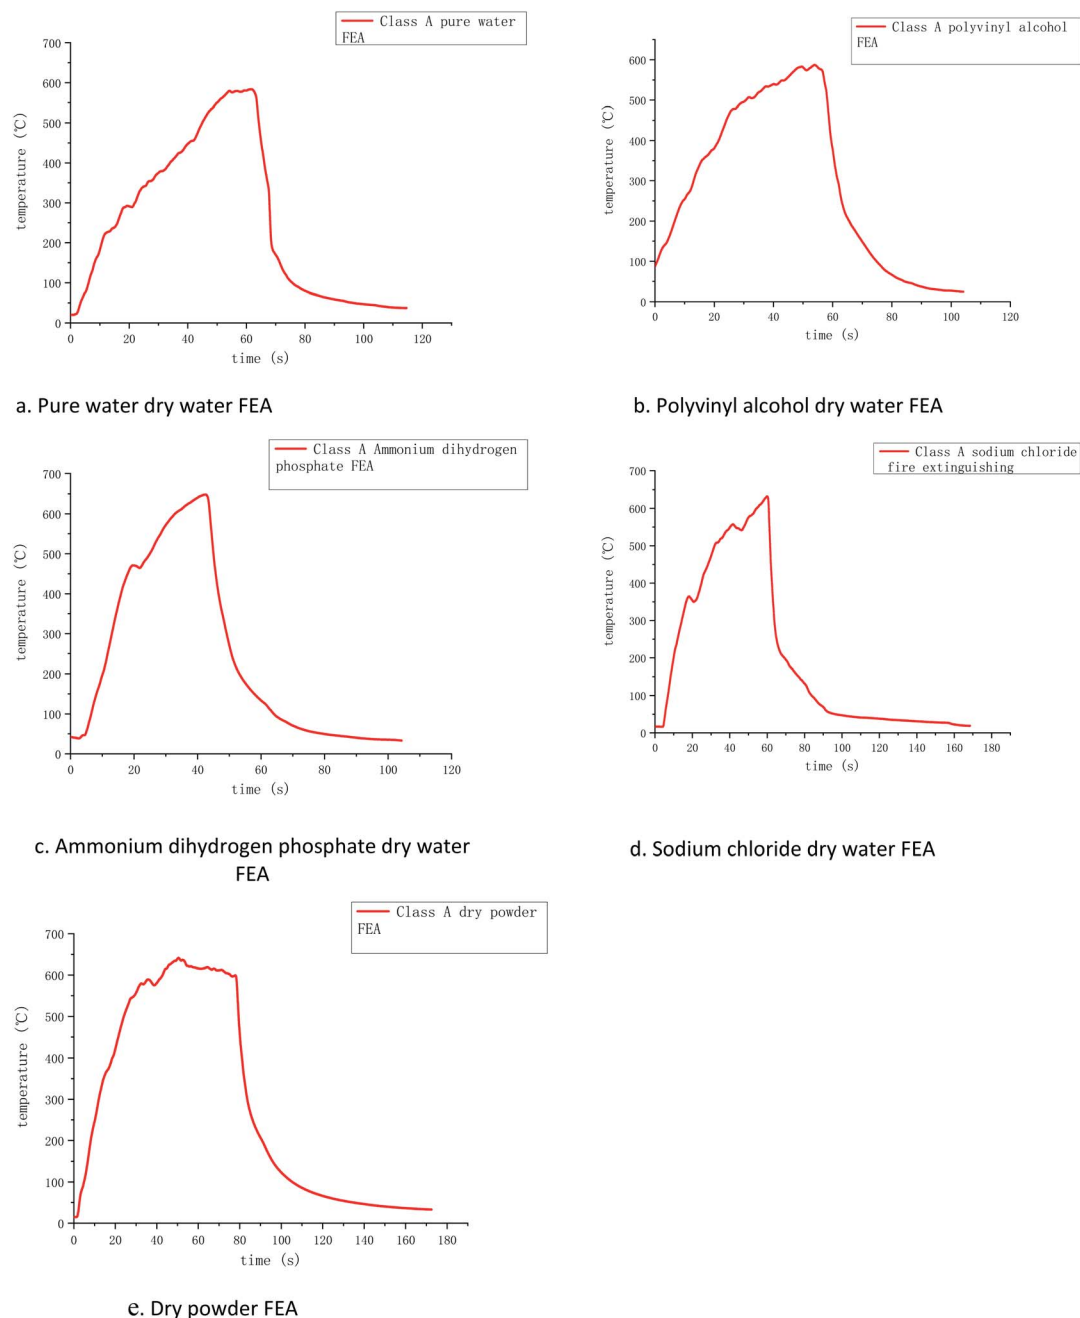 Class A pure water
FEA
700
600
500
400
300
200
100
0
temperature (℃)
0 20 40 60 80 100 120
time (s)
a. Pure water dry water FEA
Class A polyvinyl alcohol
FEA
600
500
400
300
200
100
0
temperature (℃)
0 20 40 60 80 100 120
time (s)
b. Polyvinyl alcohol dry water FEA
Class A Ammonium dihydrogen
phosphate FEA
700
600
500
400
300
200
100
0
temperature (℃)
0 20 40 60 80 100 120
time (s)
c. Ammonium dihydrogen phosphate dry water
FEA
Class A sodium chloride
fire extinguishing
700
600
500
400
300
200
100
0
temperature (℃)
0 20 40 60 80 100 120 140 160 180
time (s)
d. Sodium chloride dry water FEA
Class A dry powder
FEA
700
600
500
400
300
200
100
0
temperature (℃)
0 20 40 60 80 100 120 140 160 180
time (s)
e. Dry powder FEA